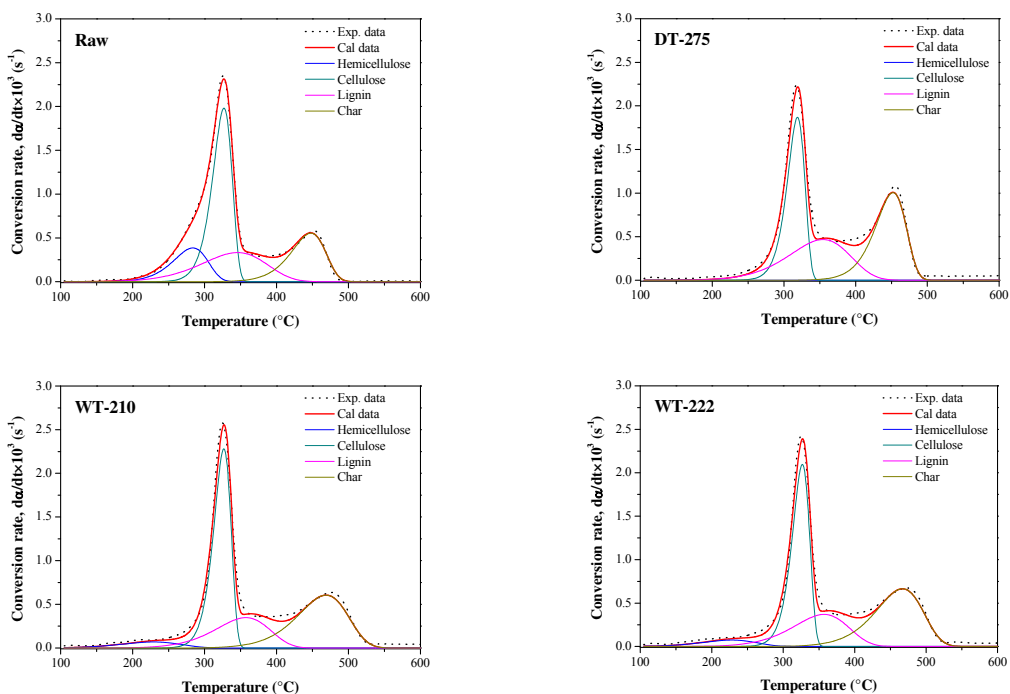 Raw
Exp. data
Cal data
Hemicellulose
Cellulose
Lignin
Char
Conversion rate, dα/dt×10³ (s⁻¹)
3.0
2.5
2.0
1.5
1.0
0.5
0.0
100 200 300 400 500 600
Temperature (°C)
DT-275
Exp. data
Cal data
Hemicellulose
Cellulose
Lignin
Char
Conversion rate, dα/dt×10³ (s⁻¹)
3.0
2.5
2.0
1.5
1.0
0.5
0.0
100 200 300 400 500 600
Temperature (°C)
WT-210
Exp. data
Cal data
Hemicellulose
Cellulose
Lignin
Char
Conversion rate, dα/dt×10³ (s⁻¹)
3.0
2.5
2.0
1.5
1.0
0.5
0.0
100 200 300 400 500 600
Temperature (°C)
WT-222
Exp. data
Cal data
Hemicellulose
Cellulose
Lignin
Char
Conversion rate, dα/dt×10³ (s⁻¹)
3.0
2.5
2.0
1.5
1.0
0.5
0.0
100 200 300 400 500 600
Temperature (°C)